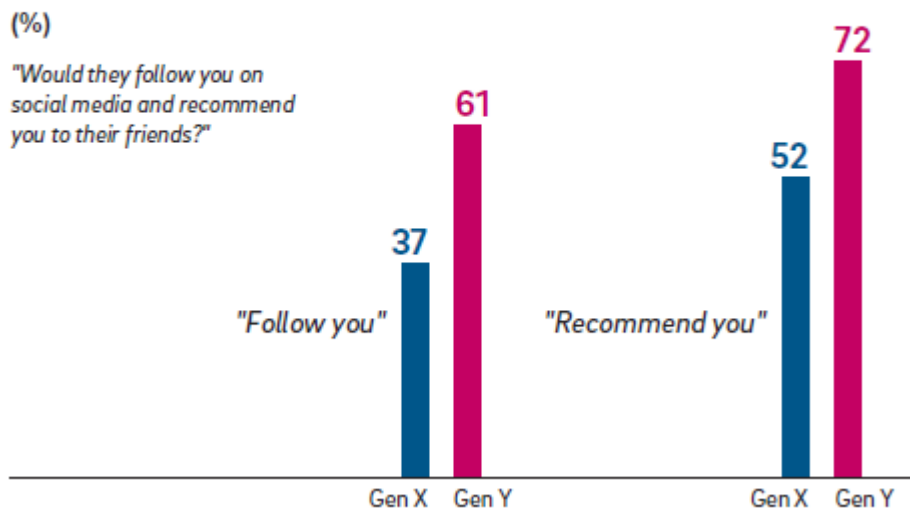 (%)
"Would they follow you on
social media and recommend
you to their friends?"
72
61
52
37
"Follow you"
"Recommend you"
Gen X Gen Y
Gen X Gen Y